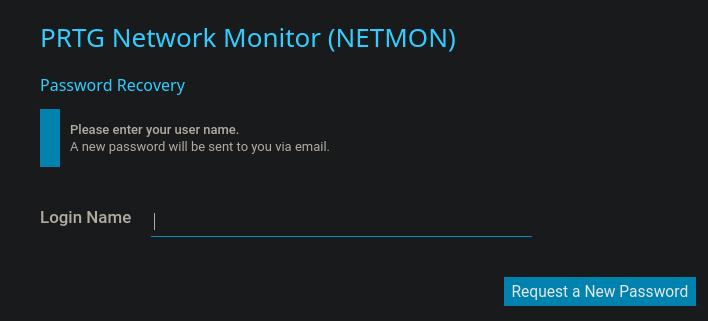 PRTG Network Monitor (NETMON)
Password Recovery
Please enter your user name.
A new password will be sent to you via email.
Login Name
Request a New Password